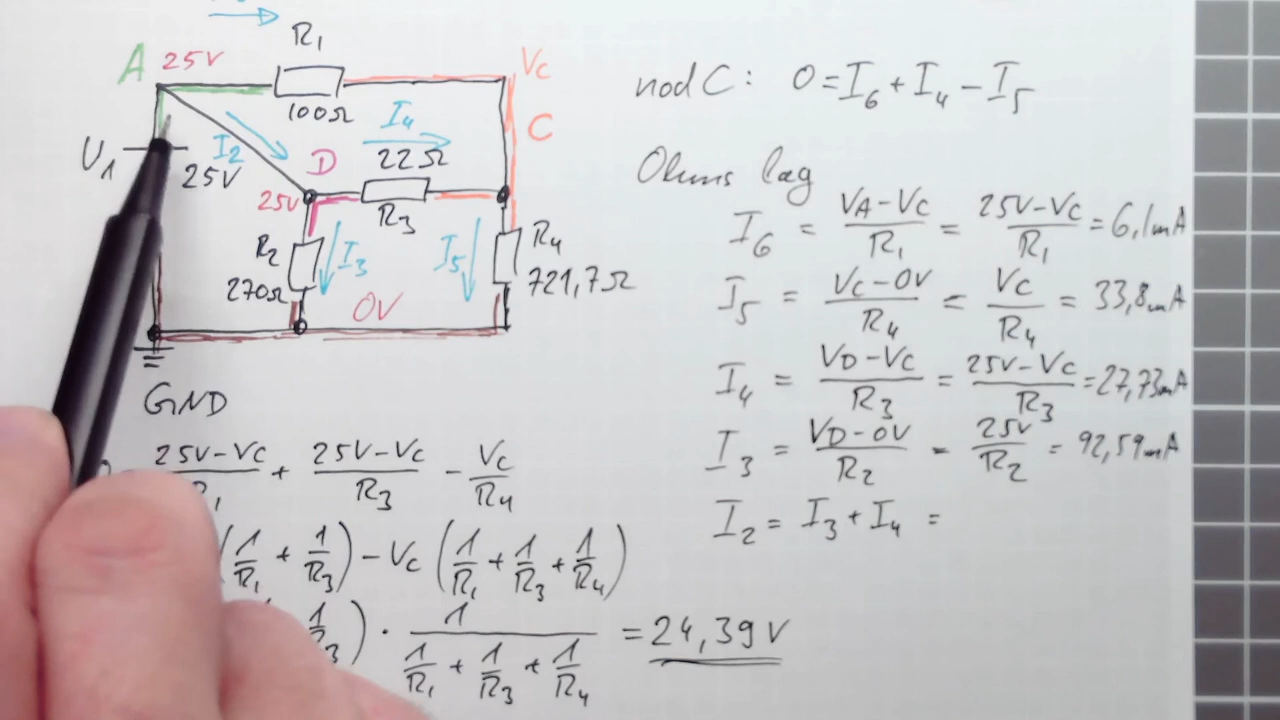 R1
A 25V
100Ω
VC
C
I4
I2
U1
25V
D
22Ω
25V
R3
R2
270Ω
I3
I5
R4
721,7Ω
0V
GND
25V-VC / R1 + 25V-VC / R3 - VC / R4
(1/R1 + 1/R3) - VC (1/R1 + 1/R3 + 1/R4)
) · 1 / (1/R1 + 1/R3 + 1/R4) = 24,39 V
nod C: 0 = I6 + I4 - I5
Ohms lag
I6 = VA-VC / R1 = 25V-VC / R1 = 6,1mA
I5 = VC-0V / R4 = VC / R4 = 33,8mA
I4 = VD-VC / R3 = 25V-VC / R3 = 27,73mA
I3 = VD-0V / R2 = 25V / R2 = 92,59mA
I2 = I3 + I4 =